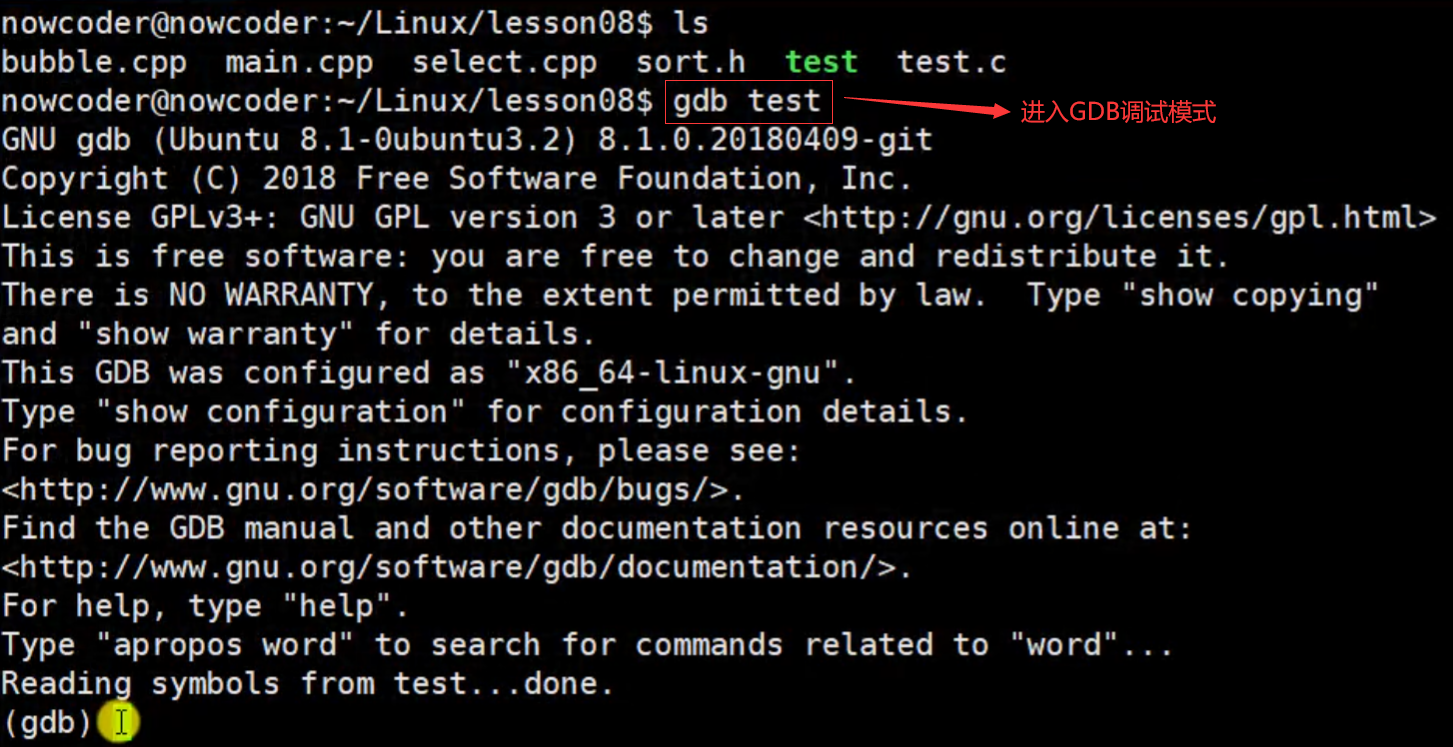 nowcoder@nowcoder:~/Linux/lesson08$ ls
bubble.cpp  main.cpp  select.cpp  sort.h  test  test.c
nowcoder@nowcoder:~/Linux/lesson08$ gdb test
进入GDB调试模式
GNU gdb (Ubuntu 8.1-0ubuntu3.2) 8.1.0.20180409-git
Copyright (C) 2018 Free Software Foundation, Inc.
License GPLv3+: GNU GPL version 3 or later <http://gnu.org/licenses/gpl.html>
This is free software: you are free to change and redistribute it.
There is NO WARRANTY, to the extent permitted by law.  Type "show copying"
and "show warranty" for details.
This GDB was configured as "x86_64-linux-gnu".
Type "show configuration" for configuration details.
For bug reporting instructions, please see:
<http://www.gnu.org/software/gdb/bugs/>.
Find the GDB manual and other documentation resources online at:
<http://www.gnu.org/software/gdb/documentation/>.
For help, type "help".
Type "apropos word" to search for commands related to "word"...
Reading symbols from test...done.
(gdb)